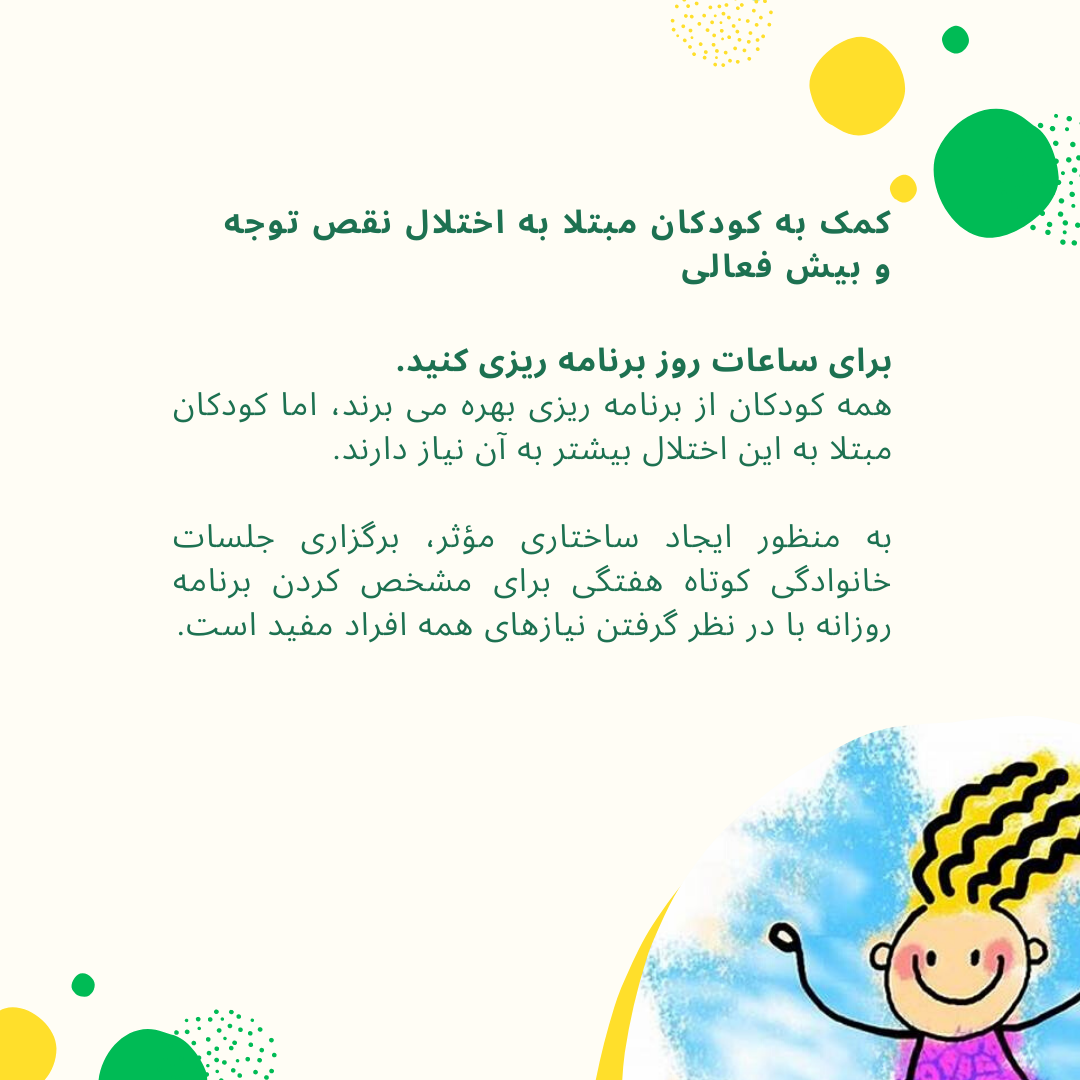 کمک به کودکان مبتلا به اختلال نقص توجه
و بیش فعالی
برای ساعات روز برنامه ریزی کنید.
همه کودکان از برنامه ریزی بهره می برند، اما کودکان
مبتلا به این اختلال بیشتر به آن نیاز دارند.
به منظور ایجاد ساختاری مؤثر، برگزاری جلسات
خانوادگی کوتاه هفتگی برای مشخص کردن برنامه
روزانه با در نظر گرفتن نیازهای همه افراد مفید است.